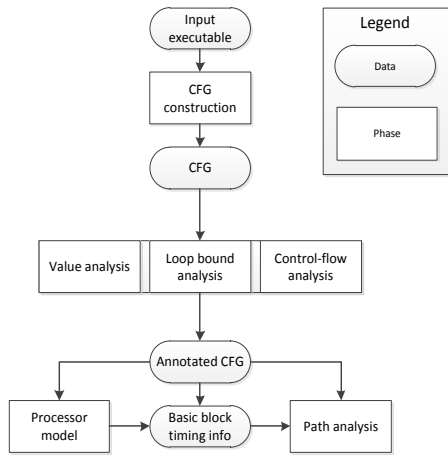 Input
executable
Legend
Data
CFG
construction
Phase
CFG
Value analysis
Loop bound
analysis
Control-flow
analysis
Annotated CFG
Processor
model
Basic block
timing info
Path analysis